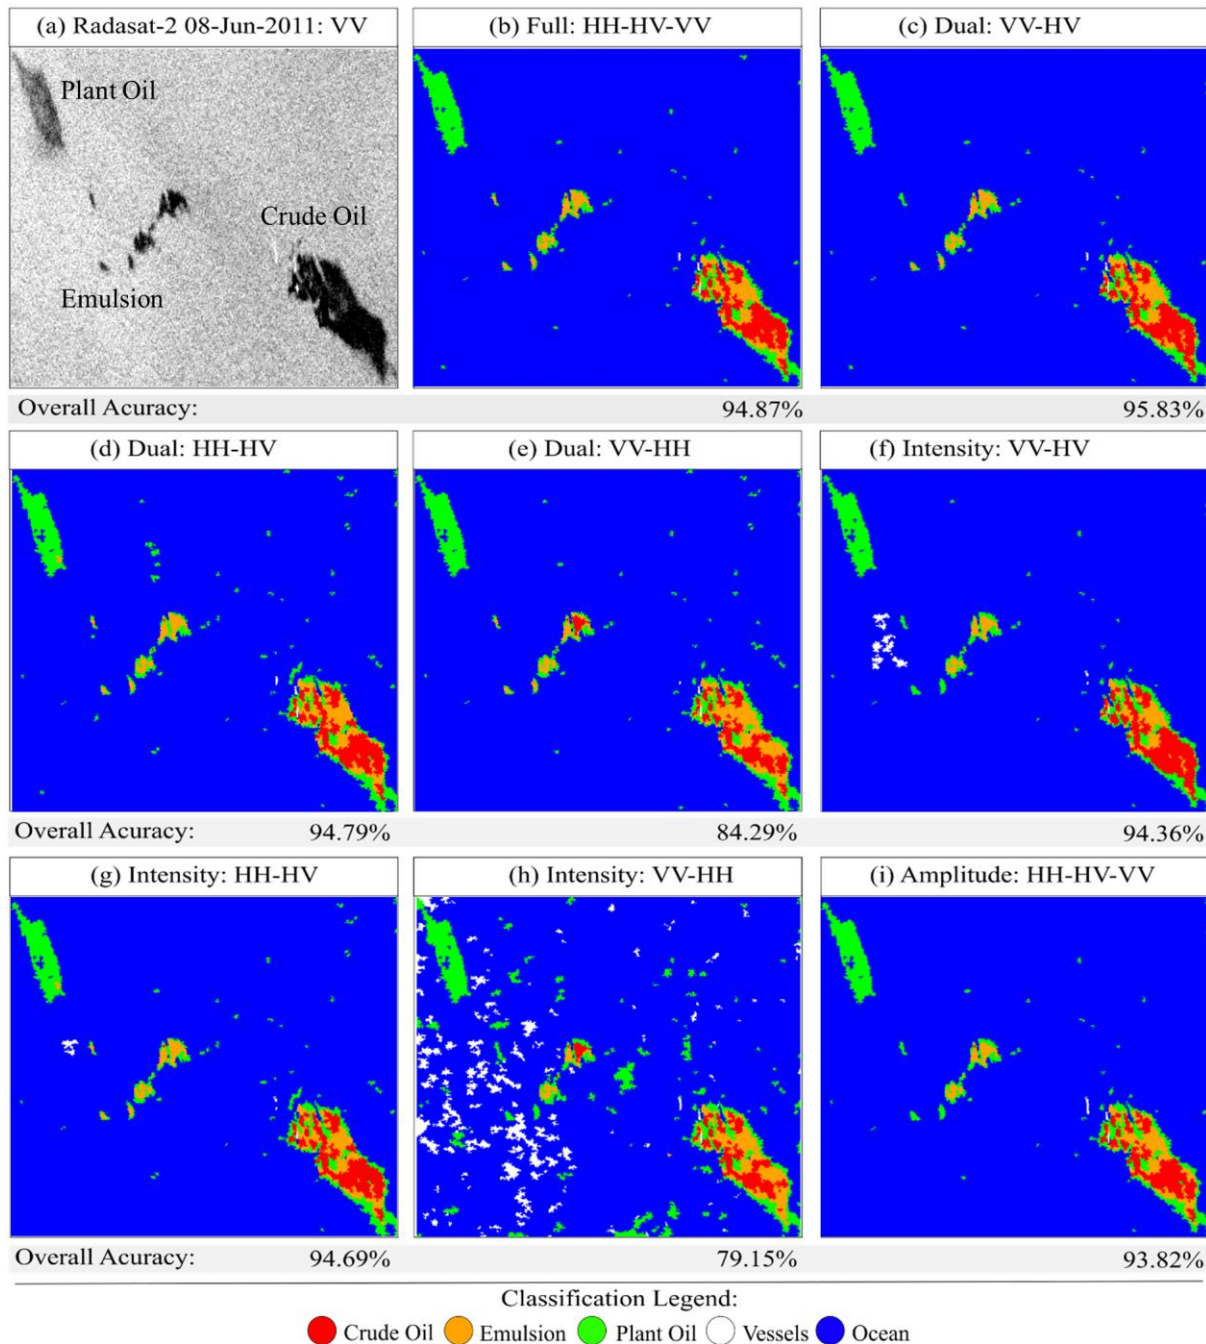 (a) Radasat-2 08-Jun-2011: VV
(b) Full: HH-HV-VV
(c) Dual: VV-HV
Plant Oil
Crude Oil
Emulsion
Overall Acuracy: 94.87% 95.83%
(d) Dual: HH-HV
(e) Dual: VV-HH
(f) Intensity: VV-HV
Overall Acuracy: 94.79% 84.29% 94.36%
(g) Intensity: HH-HV
(h) Intensity: VV-HH
(i) Amplitude: HH-HV-VV
Overall Acuracy: 94.69% 79.15% 93.82%
Classification Legend:
Crude Oil Emulsion Plant Oil Vessels Ocean